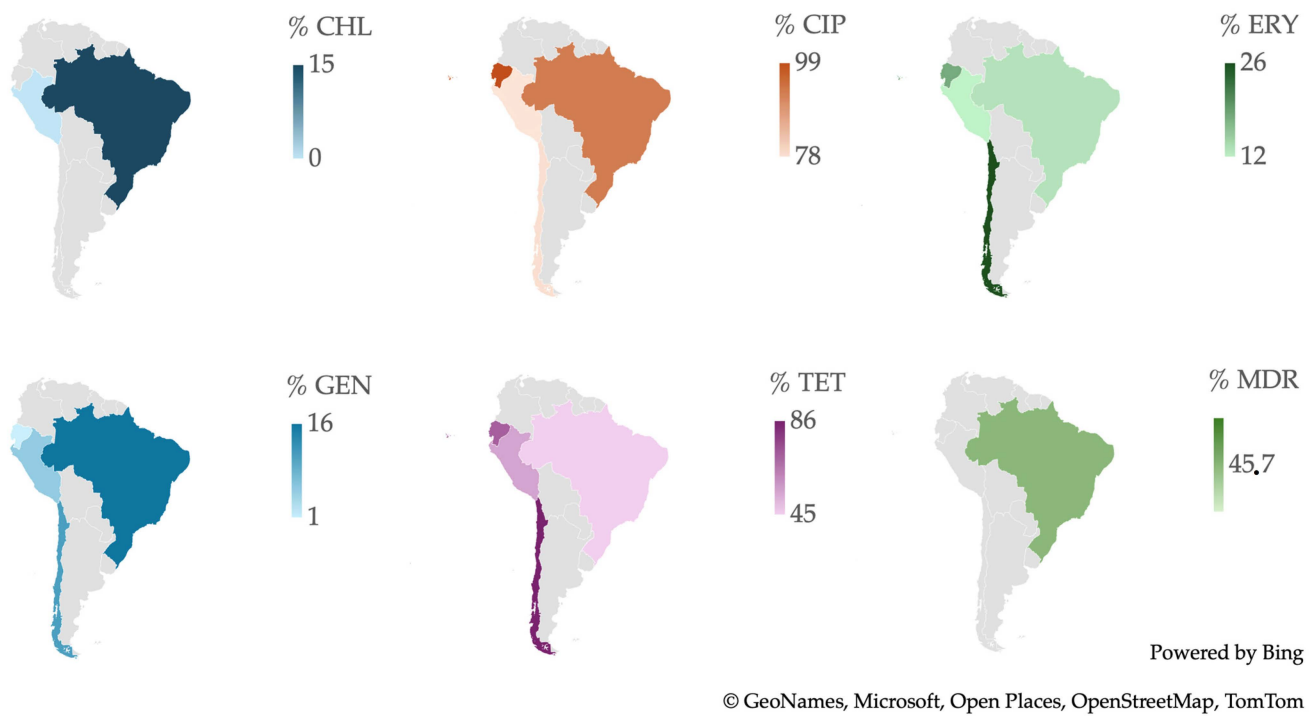 % CHL
15
0
% CIP
99
78
% ERY
26
12
% GEN
16
1
% TET
86
45
% MDR
45.7
Powered by Bing
© GeoNames, Microsoft, Open Places, OpenStreetMap, TomTom